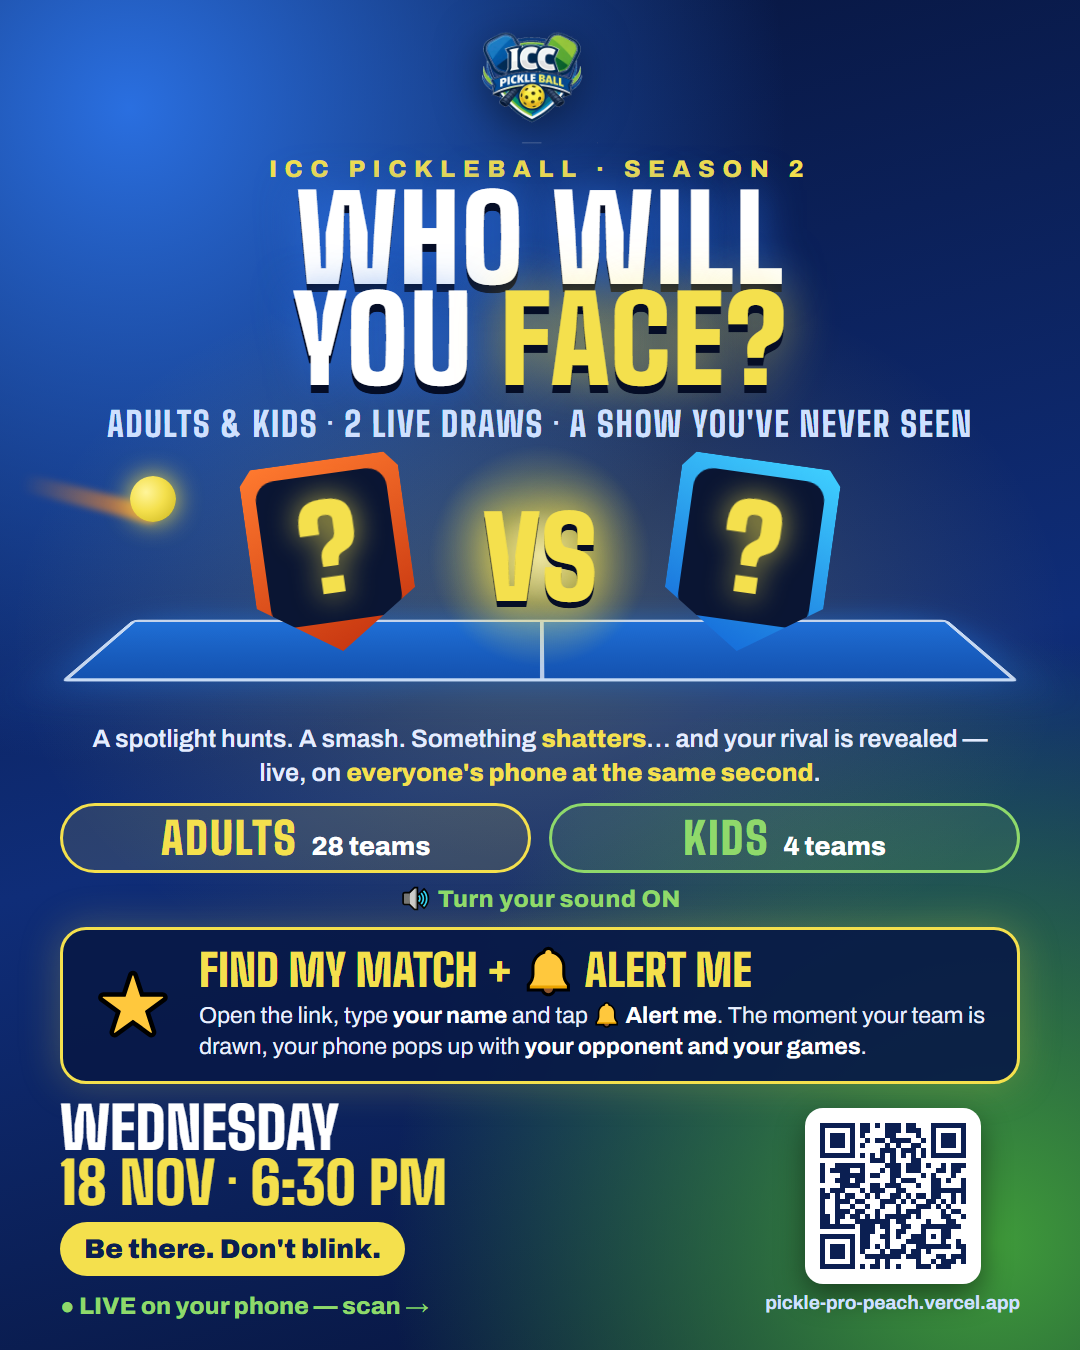 ICC
PICKLE BALL
ICC PICKLEBALL · SEASON 2
WHO WILL
YOU FACE?
ADULTS & KIDS · 2 LIVE DRAWS · A SHOW YOU'VE NEVER SEEN
? VS ?
A spotlight hunts. A smash. Something shatters… and your rival is revealed —
live, on everyone's phone at the same second.
ADULTS 28 teams
KIDS 4 teams
🔊 Turn your sound ON
FIND MY MATCH + 🔔 ALERT ME
Open the link, type your name and tap 🔔 Alert me. The moment your team is
drawn, your phone pops up with your opponent and your games.
WEDNESDAY
18 NOV · 6:30 PM
Be there. Don't blink.
● LIVE on your phone — scan →
pickle-pro-peach.vercel.app